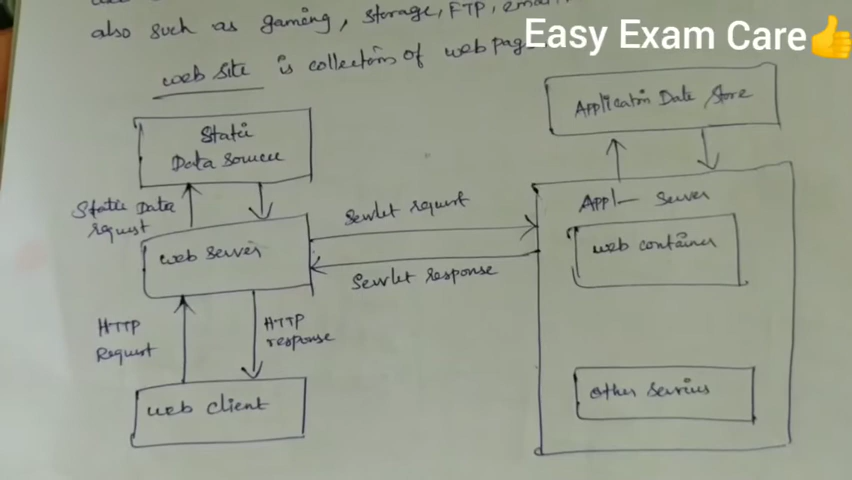 also such as gaming, storage, FTP, email
Easy Exam Care👍
web site is collections of web pag
Static
Data source
Application Data Store
Static Data
request
Servlet request
Appl— Server
web server
web container
Servlet response
HTTP
Request
HTTP
response
web client
other services